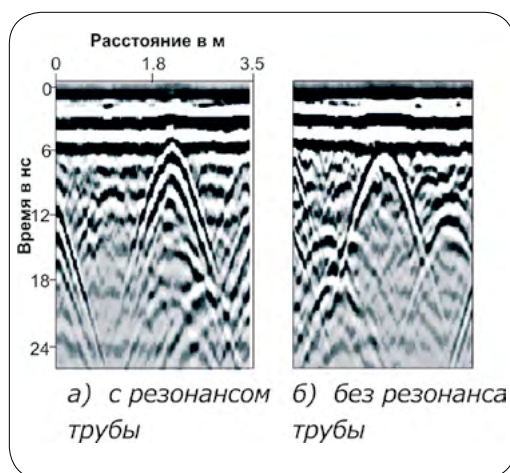 Расстояние в м
0 1.8 3.5
Время в нс
0
6
12
18
24
а) с резонансом трубы
б) без резонанса трубы